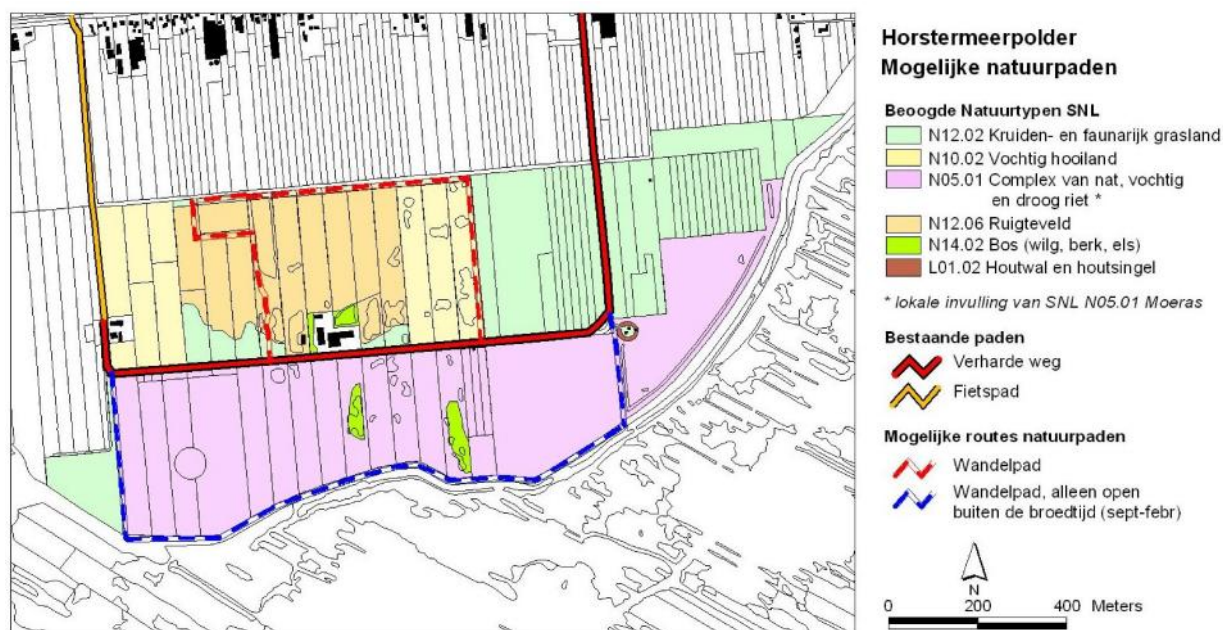 Horstermeerpolder
Mogelijke natuurpaden
Beoogde Natuurtypen SNL
N12.02 Kruiden- en faunarijk grasland
N10.02 Vochtig hooiland
N05.01 Complex van nat, vochtig
en droog riet *
N12.06 Ruigteveld
N14.02 Bos (wilg, berk, els)
L01.02 Houtwal en houtsingel
* lokale invulling van SNL N05.01 Moeras
Bestaande paden
Verharde weg
Fietspad
Mogelijke routes natuurpaden
Wandelpad
Wandelpad, alleen open
buiten de broedtijd (sept-febr)
N
0 200 400 Meters